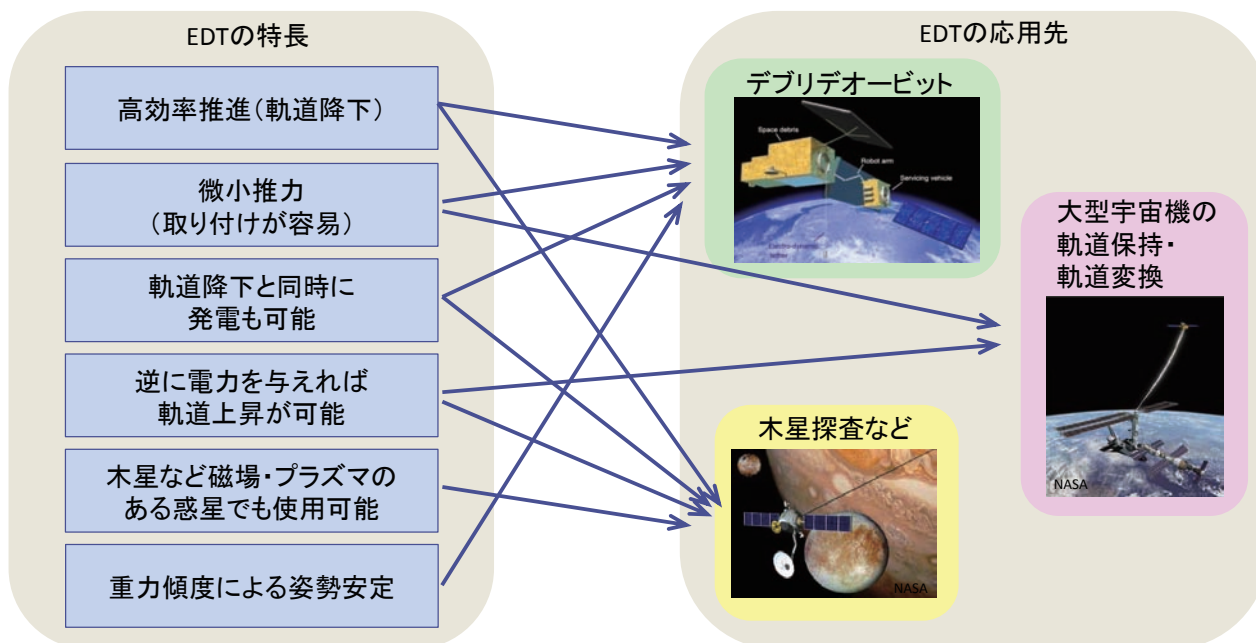 EDTの特長
高効率推進（軌道降下）
微小推力
（取り付けが容易）
軌道降下と同時に
発電も可能
逆に電力を与えれば
軌道上昇が可能
木星など磁場・プラズマの
ある惑星でも使用可能
重力傾度による姿勢安定
EDTの応用先
デブリデオービット
Space debris
Robot arm
Servicing vehicle
Electro-dynamic
tether
大型宇宙機の
軌道保持・
軌道変換
NASA
木星探査など
NASA